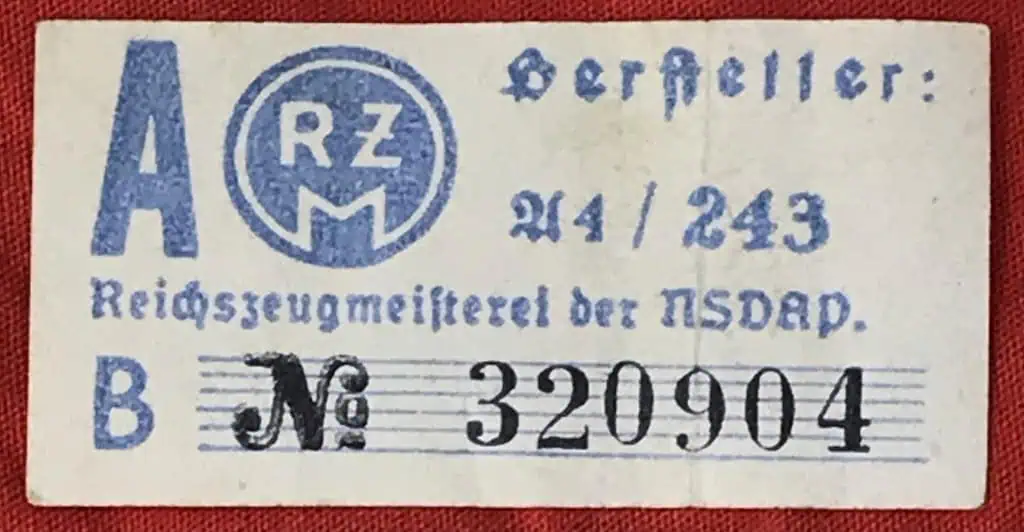 A RZM Hersteller:
A4 / 243
Reichszeugmeisterei der NSDAP.
B № 320904